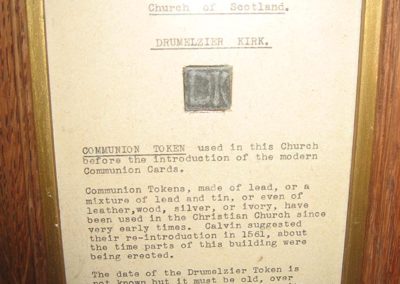 Church of Scotland.
DRUMELZIER KIRK.
DK
COMMUNION TOKEN used in this Church
before the introduction of the modern
Communion Cards.
Communion Tokens, made of lead, or a
mixture of lead and tin, or even of
leather,wood, silver, or ivory, have
been used in the Christian Church since
very early times. Calvin suggested
their re-introduction in 1561, about
the time parts of this building were
being erected.
The date of the Drumelzier Token is
not known but it must be old, over